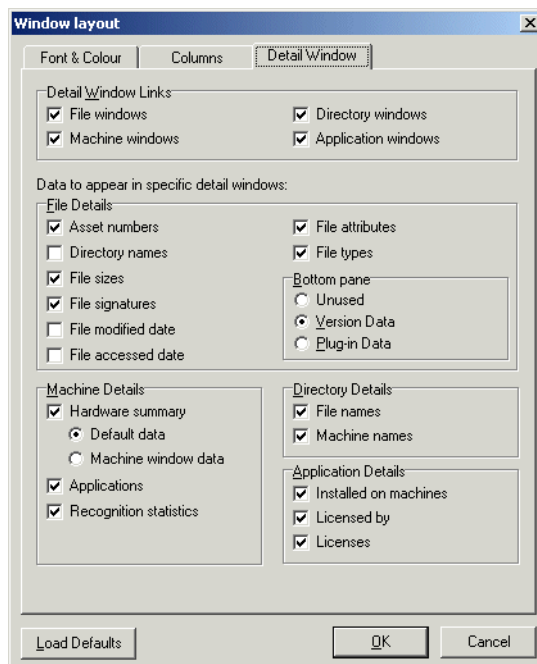 Window layout
Font & Colour
Columns
Detail Window
Detail Window Links
File windows
Directory windows
Machine windows
Application windows
Data to appear in specific detail windows:
File Details
Asset numbers
Directory names
File sizes
File signatures
File modified date
File accessed date
File attributes
File types
Bottom pane
Unused
Version Data
Plug-in Data
Machine Details
Hardware summary
Default data
Machine window data
Applications
Recognition statistics
Directory Details
File names
Machine names
Application Details
Installed on machines
Licensed by
Licenses
Load Defaults
OK
Cancel